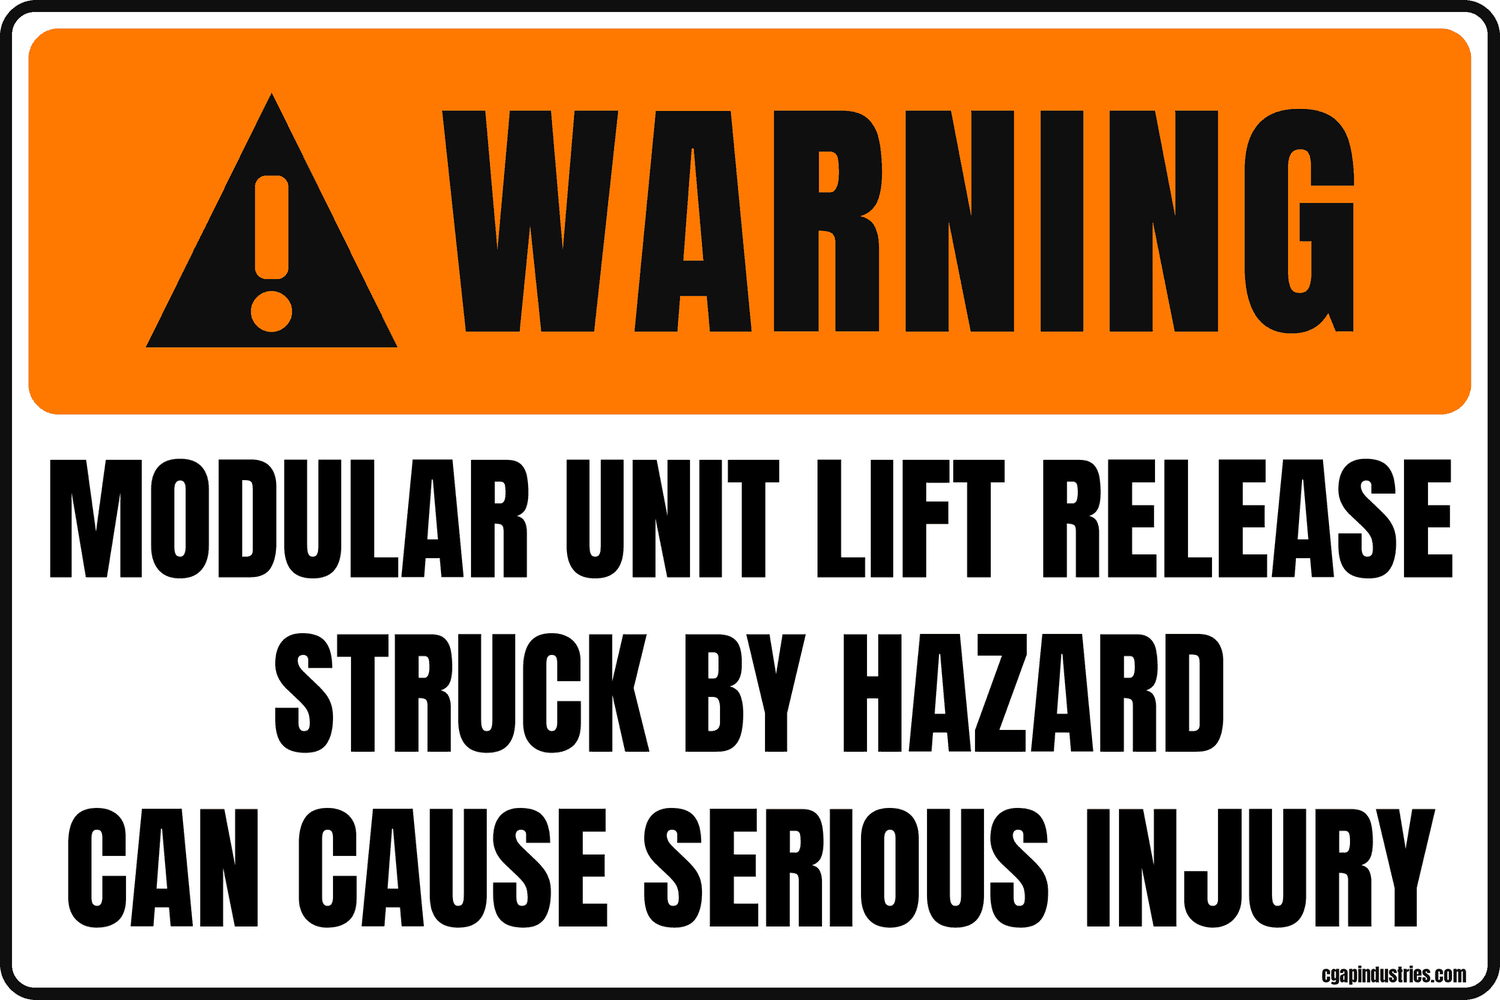 WARNING
MODULAR UNIT LIFT RELEASE
STRUCK BY HAZARD
CAN CAUSE SERIOUS INJURY
cgapindustries.com